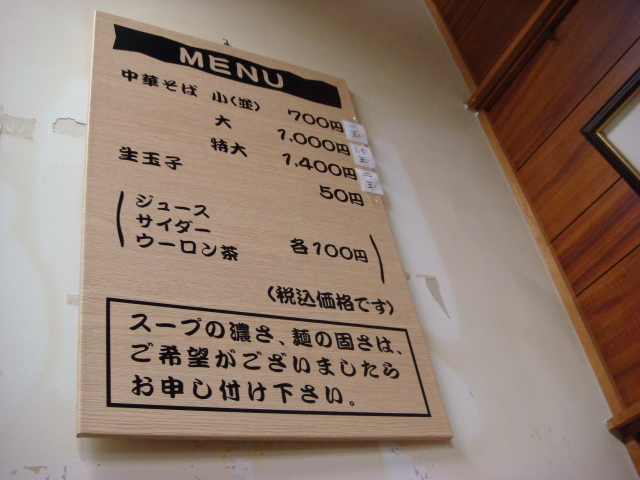 MENU
中華そば 小(並) 700円
大 1,000円
特大 1,400円
生玉子 50円
ジュース
サイダー
ウーロン茶 各100円
(税込価格です)
スープの濃さ、麺の固さは、
ご希望がございましたら
お申し付け下さい。